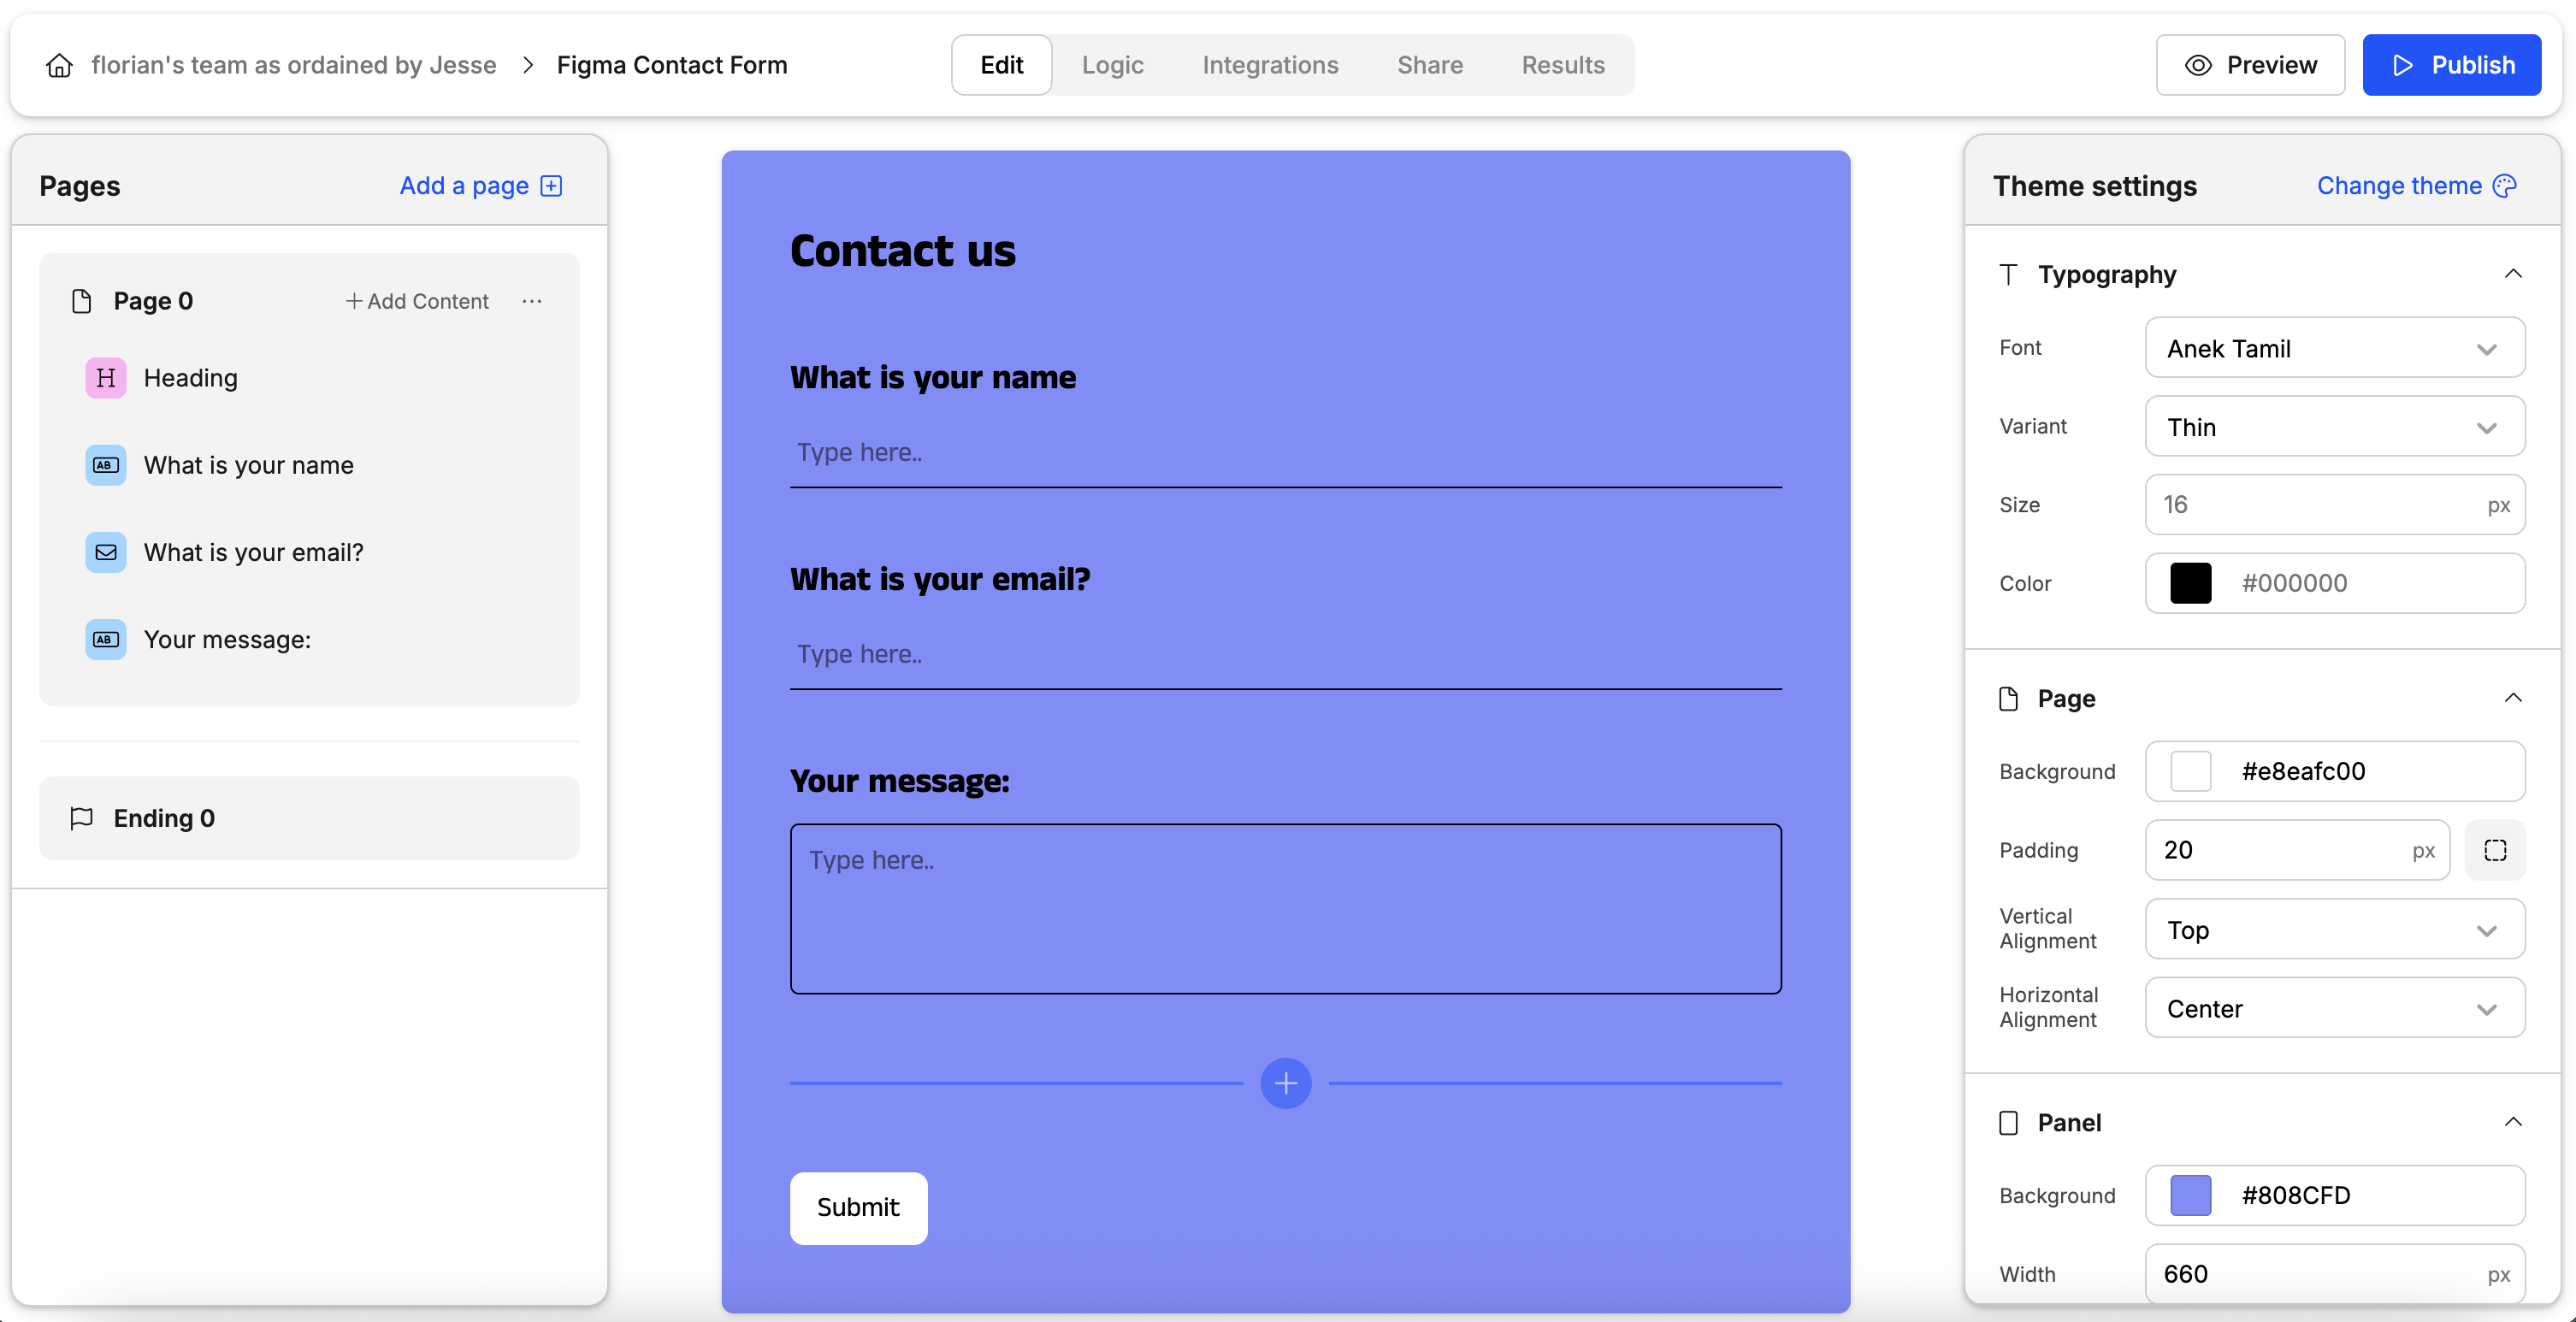 florian's team as ordained by Jesse > Figma Contact Form
Edit Logic Integrations Share Results
Preview Publish
Pages Add a page
Page 0 + Add Content ...
H Heading
AB What is your name
What is your email?
AB Your message:
Ending 0
Contact us
What is your name
Type here..
What is your email?
Type here..
Your message:
Type here..
Submit
Theme settings Change theme
Typography
Font Anek Tamil
Variant Thin
Size 16 px
Color #000000
Page
Background #e8eafc00
Padding 20 px
Vertical
Alignment
Top
Horizontal
Alignment
Center
Panel
Background #808CFD
Width 660 px